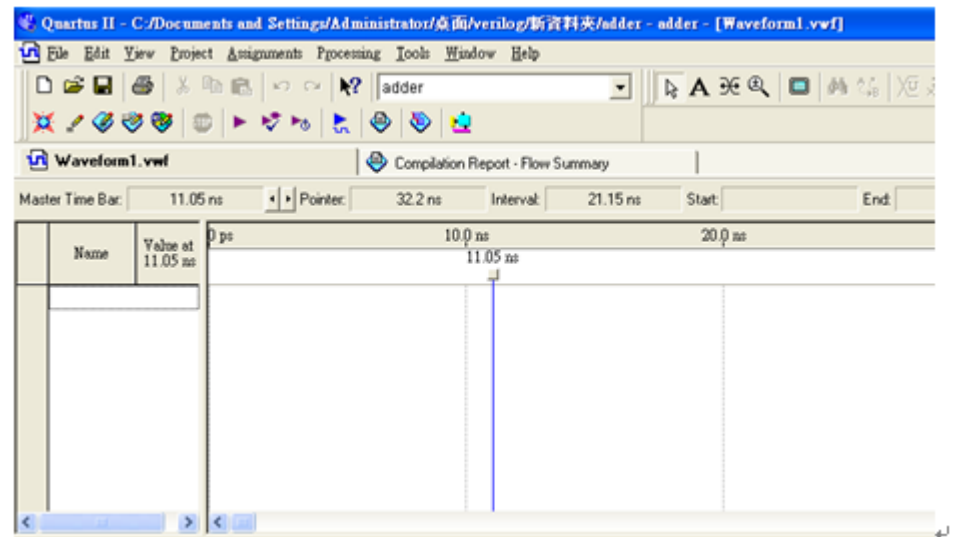 Quartus II - C:/Documents and Settings/Administrator/桌面/verilog/新資料夾/adder - adder - [Waveform1.vwf]
File Edit View Project Assignments Processing Tools Window Help
adder
Waveform1.vwf Compilation Report - Flow Summary
Master Time Bar: 11.05 ns Pointer: 32.2 ns Interval: 21.15 ns Start: End:
Name Value at 11.05 ns 0 ps 10.0 ns 20.0 ns
11.05 ns